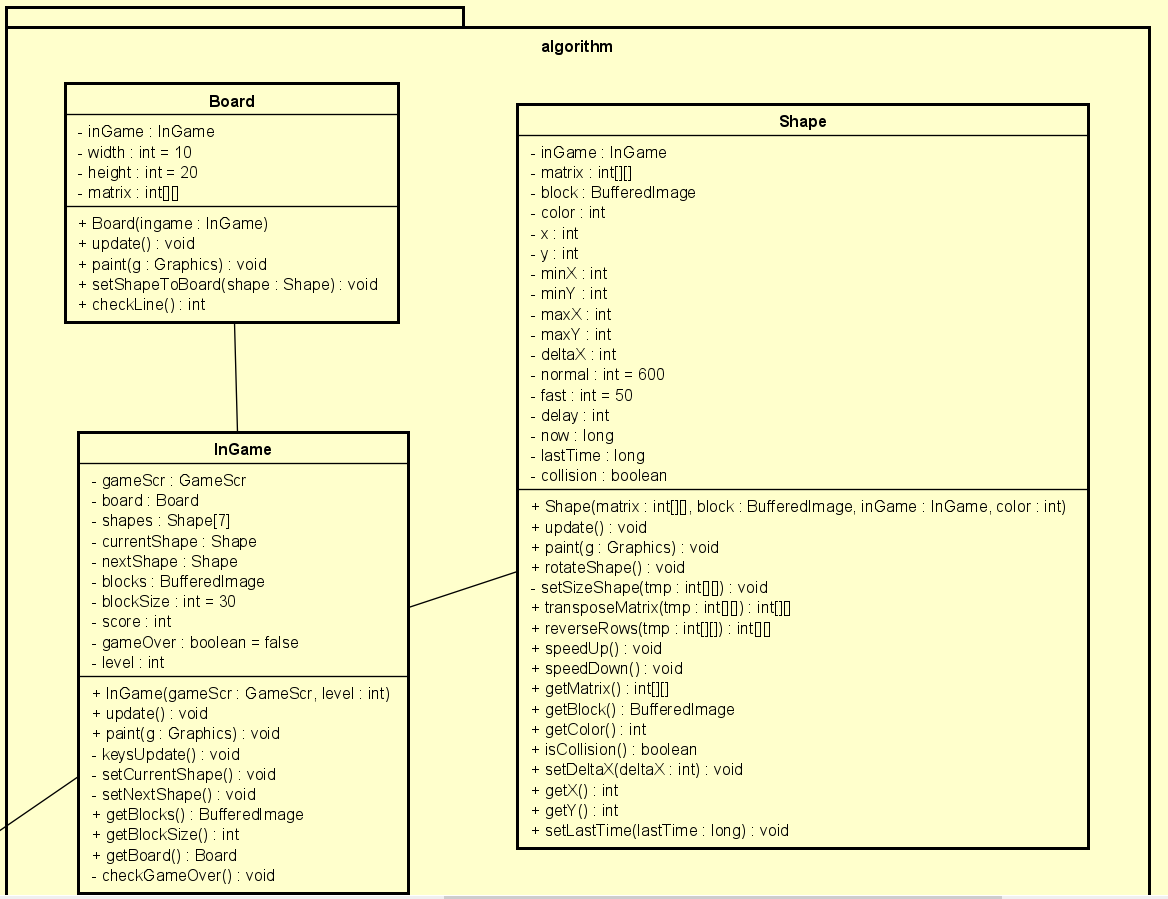 algorithm
Board
- inGame : InGame
- width : int = 10
- height : int = 20
- matrix : int[][]
+ Board(ingame : InGame)
+ update() : void
+ paint(g : Graphics) : void
+ setShapeToBoard(shape : Shape) : void
+ checkLine() : int
InGame
- gameScr : GameScr
- board : Board
- shapes : Shape[7]
- currentShape : Shape
- nextShape : Shape
- blocks : BufferedImage
- blockSize : int = 30
- score : int
- gameOver : boolean = false
- level : int
+ InGame(gameScr : GameScr, level : int)
+ update() : void
+ paint(g : Graphics) : void
- keysUpdate() : void
- setCurrentShape() : void
- setNextShape() : void
+ getBlocks() : BufferedImage
+ getBlockSize() : int
+ getBoard() : Board
- checkGameOver() : void
Shape
- inGame : InGame
- matrix : int[][]
- block : BufferedImage
- color : int
- x : int
- y : int
- minX : int
- minY : int
- maxX : int
- maxY : int
- deltaX : int
- normal : int = 600
- fast : int = 50
- delay : int
- now : long
- lastTime : long
- collision : boolean
+ Shape(matrix : int[][], block : BufferedImage, inGame : InGame, color : int)
+ update() : void
+ paint(g : Graphics) : void
+ rotateShape() : void
- setSizeShape(tmp : int[][]) : void
+ transposeMatrix(tmp : int[][]) : int[][]
+ reverseRows(tmp : int[][]) : int[][]
+ speedUp() : void
+ speedDown() : void
+ getMatrix() : int[][]
+ getBlock() : BufferedImage
+ getColor() : int
+ isCollision() : boolean
+ setDeltaX(deltaX : int) : void
+ getX() : int
+ getY() : int
+ setLastTime(lastTime : long) : void